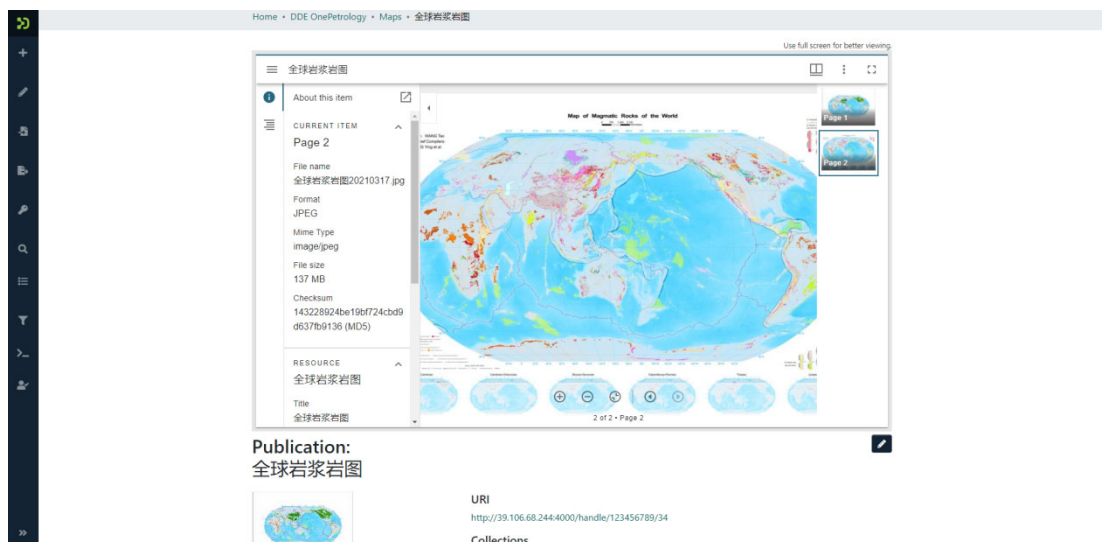 Home • DDE OnePetrology • Maps • 全球岩浆岩图
Use full screen for better viewing.
全球岩浆岩图
About this item
CURRENT ITEM
Page 2
File name
全球岩浆岩图20210317.jpg
Format
JPEG
Mime Type
image/jpeg
File size
137 MB
Checksum
143228924be19bf724cbd9
d637fb9136 (MD5)
RESOURCE
全球岩浆岩图
Title
全球岩浆岩图
Map of Magmatic Rocks of the World
WANG Tao
Page 1
Page 2
2 of 2 • Page 2
Publication:
全球岩浆岩图
URI
http://39.106.68.244:4000/handle/123456789/34
Collections